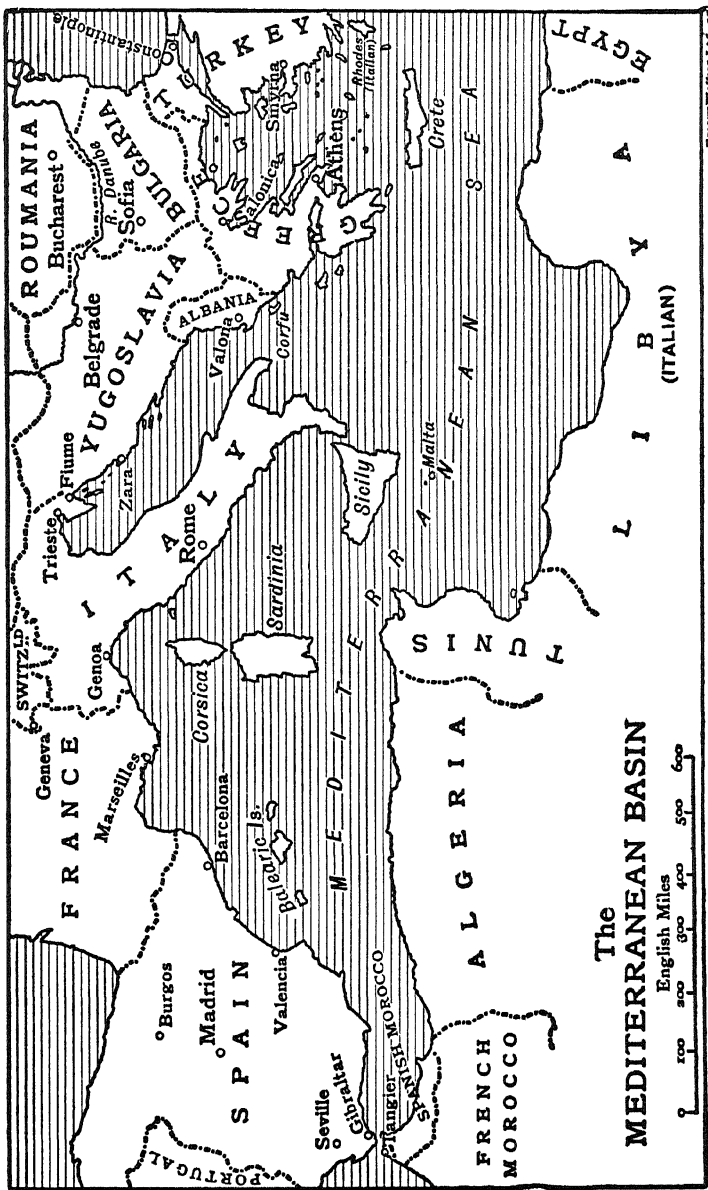 The
MEDITERRANEAN BASIN
English Miles
0 100 200 300 400 500 600
FRANCE
Geneva
SWITZLD
Marseilles
Genoa
Trieste
Fiume
Zara
ITALY
Rome
Corsica
Sardinia
Sicily
Malta
YUGOSLAVIA
Belgrade
ROUMANIA
Bucharest
R. Danube
BULGARIA
Sofia
ALBANIA
Valona
Corfu
GREECE
Salonica
Athens
Crete
TURKEY
Constantinople
Smyrna
Rhodes
(Italian)
PORTUGAL
SPAIN
Burgos
Madrid
Barcelona
Valencia
Balearic Is.
Seville
Gibraltar
Tangier
SPANISH MOROCCO
FRENCH
MOROCCO
ALGERIA
TUNIS
LIBYA
(ITALIAN)
EGYPT
MEDITERRANEAN SEA